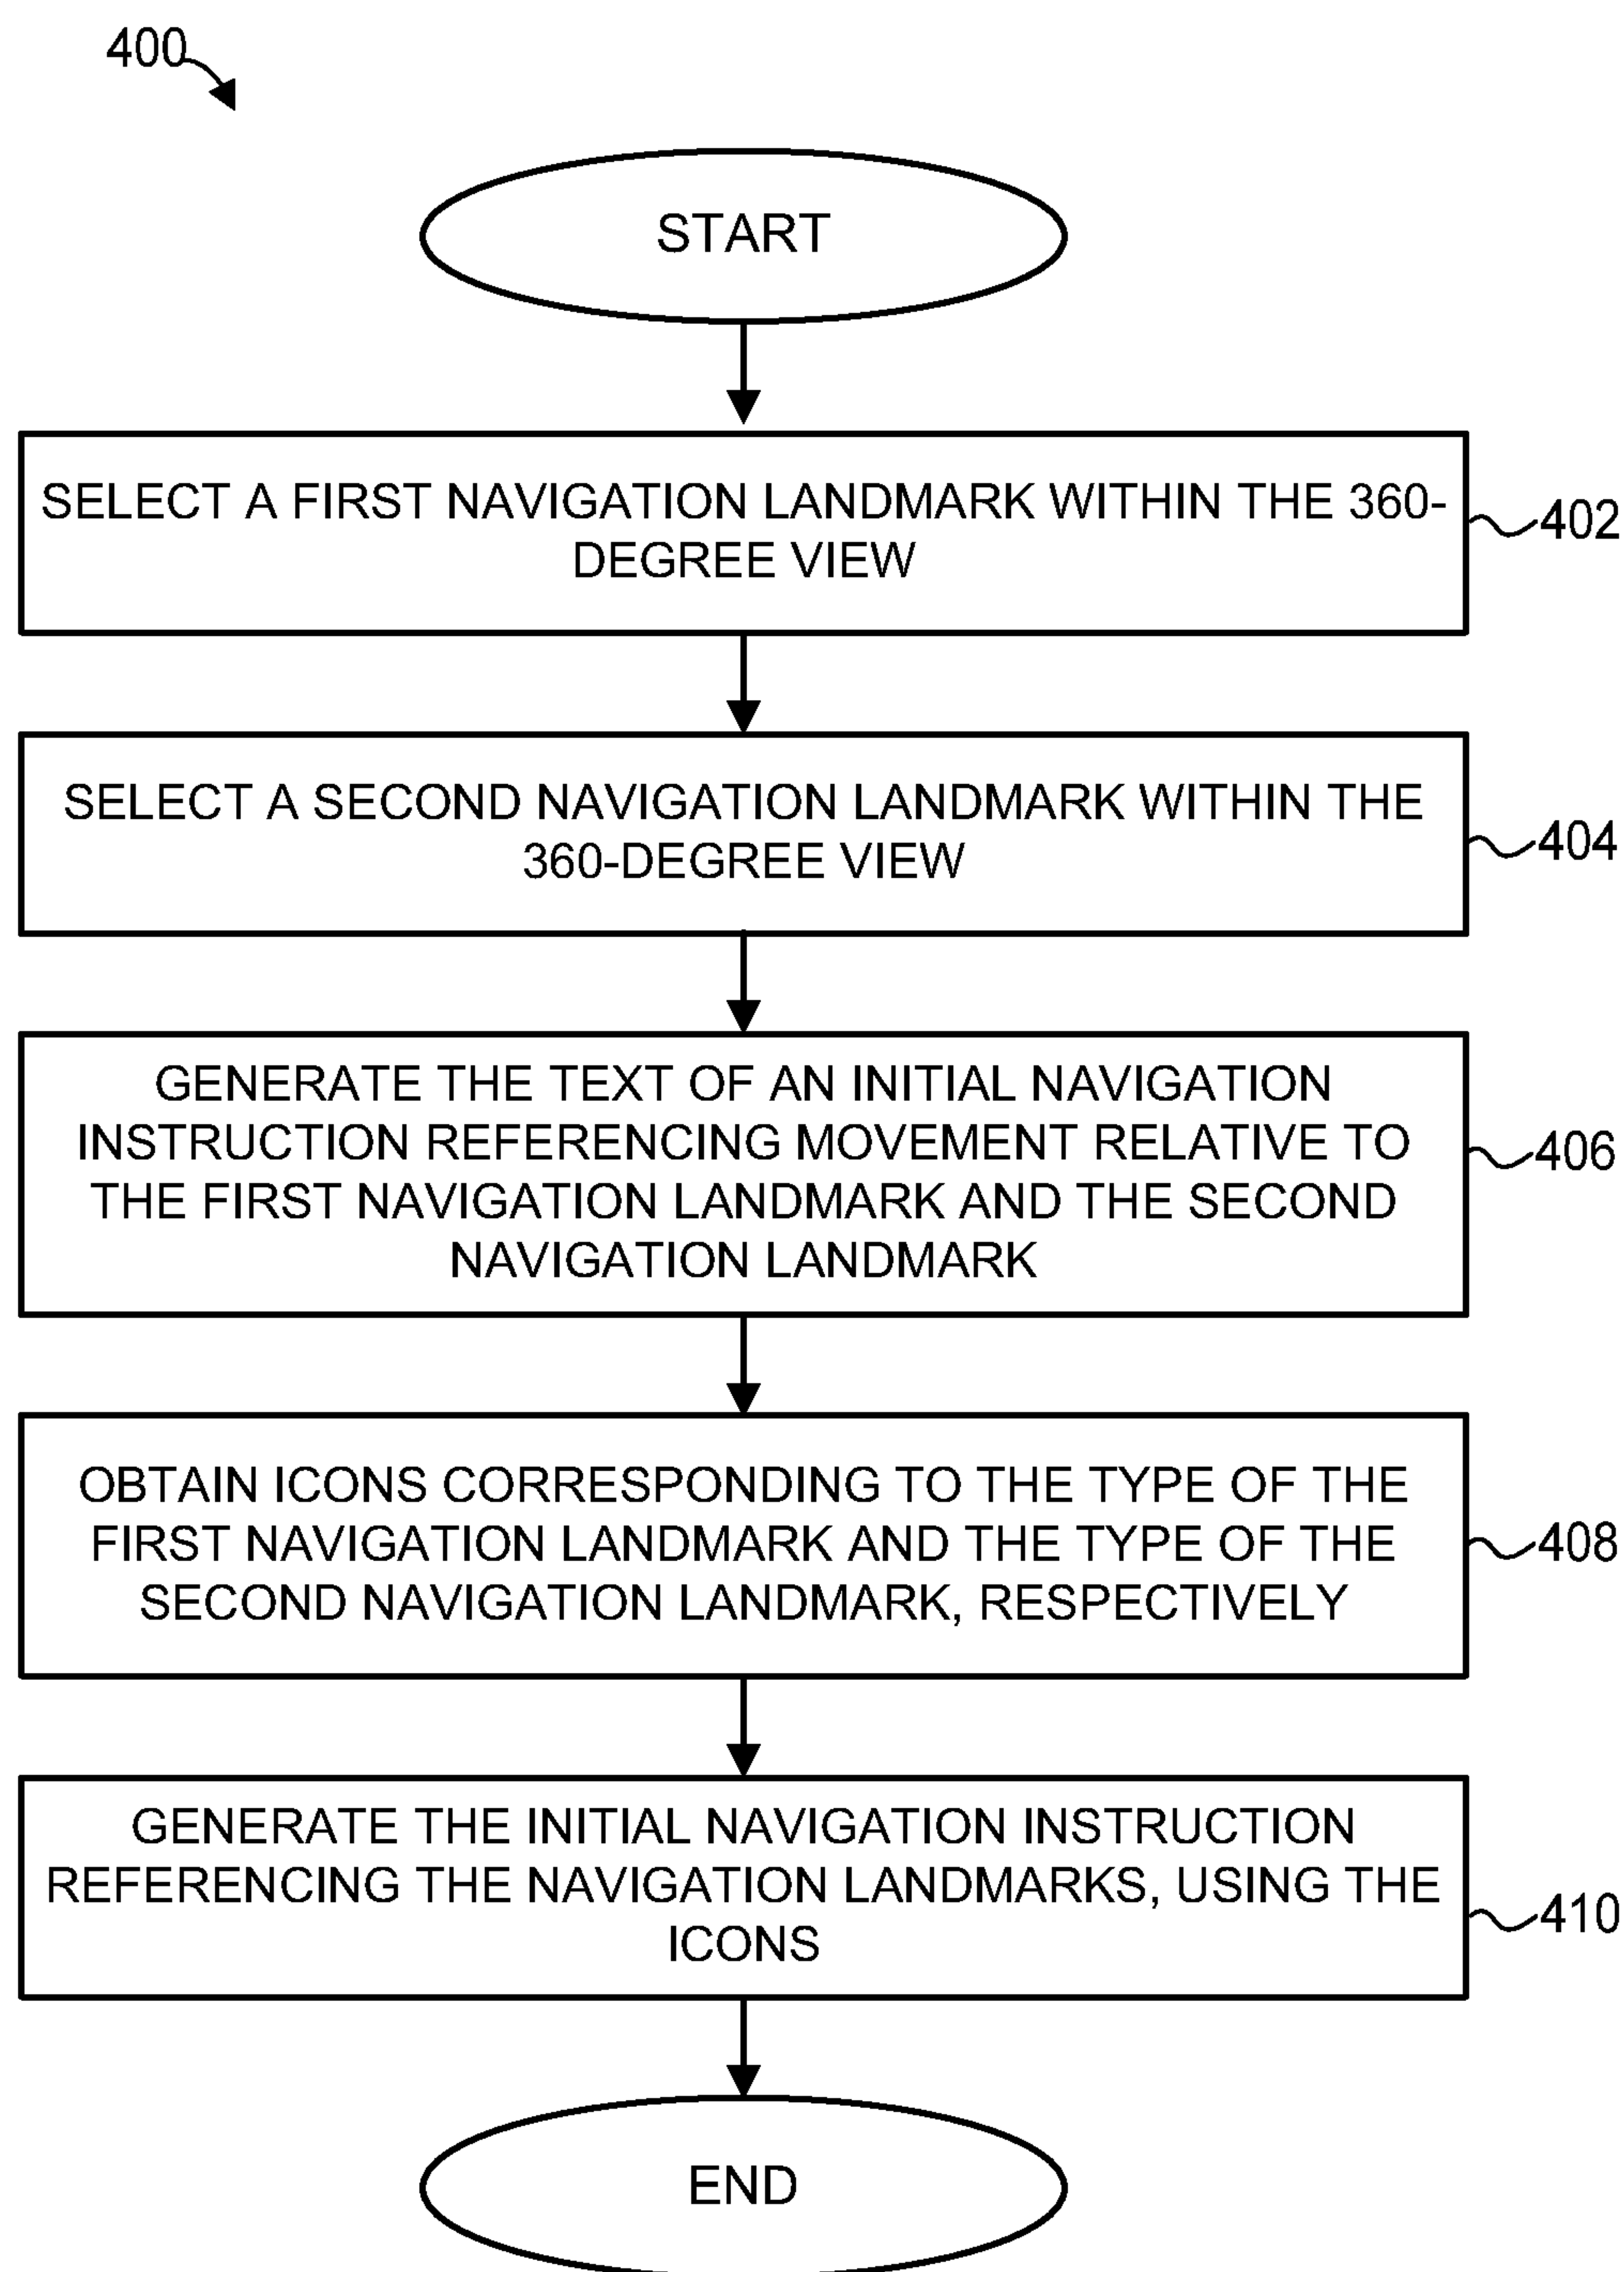 400
START
SELECT A FIRST NAVIGATION LANDMARK WITHIN THE 360-
DEGREE VIEW
402
SELECT A SECOND NAVIGATION LANDMARK WITHIN THE
360-DEGREE VIEW
404
GENERATE THE TEXT OF AN INITIAL NAVIGATION
INSTRUCTION REFERENCING MOVEMENT RELATIVE TO
THE FIRST NAVIGATION LANDMARK AND THE SECOND
NAVIGATION LANDMARK
406
OBTAIN ICONS CORRESPONDING TO THE TYPE OF THE
FIRST NAVIGATION LANDMARK AND THE TYPE OF THE
SECOND NAVIGATION LANDMARK, RESPECTIVELY
408
GENERATE THE INITIAL NAVIGATION INSTRUCTION
REFERENCING THE NAVIGATION LANDMARKS, USING THE
ICONS
410
END